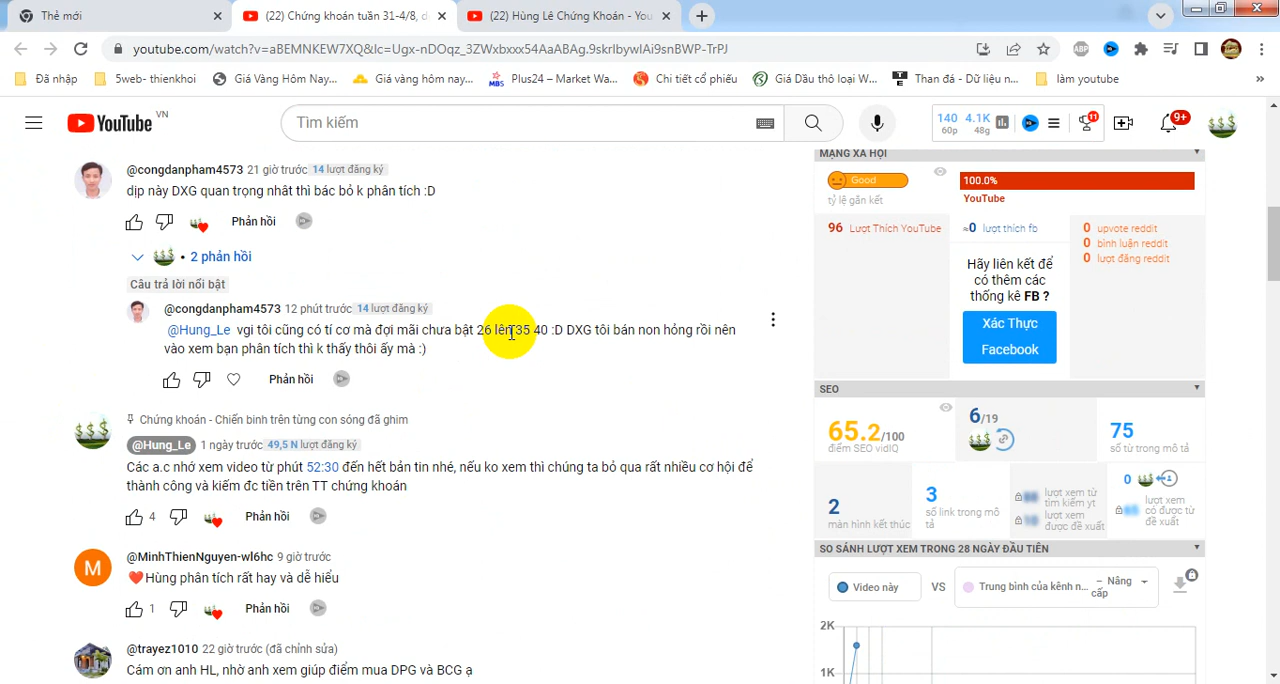 Thẻ mới
(22) Chứng khoán tuần 31-4/8, d
(22) Hùng Lê Chứng Khoán - You
youtube.com/watch?v=aBEMNKEW7XQ&lc=Ugx-nDOqz_3ZWxbxxx54AaABAg.9skrlbywlAi9snBWP-TrPJ
ABP
Đã nhập
5web- thienkhoi
Giá Vàng Hôm Nay...
Giá vàng hôm nay...
MBS
Plus24 – Market Wa...
Chi tiết cổ phiếu
Giá Dầu thô loại W...
Than đá - Dữ liệu n...
làm youtube
YouTube VN
Tìm kiếm
140 4.1K
60p 48g
11
9+
@congdanpham4573 21 giờ trước 14 lượt đăng ký
dịp này DXG quan trọng nhất thì bác bỏ k phân tích :D
Phản hồi
• 2 phản hồi
Câu trả lời nổi bật
@congdanpham4573 12 phút trước 14 lượt đăng ký
@Hung_Le vgi tôi cũng có tí sơ mà đợi mãi chưa bật 26 lên 35 40 :D DXG tôi bán non hỏng rồi nên
vào xem bạn phân tích thì k thấy thôi ấy mà :)
Phản hồi
Chứng khoán - Chiến binh trên từng con sóng đã ghim
@Hung_Le 1 ngày trước 49,5 N lượt đăng ký
Các a.c nhớ xem video từ phút 52:30 đến hết bản tin nhé, nếu ko xem thì chúng ta bỏ qua rất nhiều cơ hội để
thành công và kiếm đc tiền trên TT chứng khoán
4
Phản hồi
M
@MinhThienNguyen-wl6hc 9 giờ trước
❤️Hùng phân tích rất hay và dễ hiểu
1
Phản hồi
@trayez1010 22 giờ trước (đã chỉnh sửa)
Cám ơn anh HL, nhờ anh xem giúp điểm mua DPG và BCG ạ
MẠNG XÃ HỘI
Good
tỷ lệ gắn kết
100.0%
YouTube
96 Lượt Thích YouTube
≈0 lượt thích fb
Hãy liên kết để
có thêm các
thống kê FB ?
Xác Thực
Facebook
0 upvote reddit
0 bình luận reddit
0 lượt đăng reddit
SEO
65.2/100
điểm SEO vidIQ
6/19
75
số từ trong mô tả
2
màn hình kết thúc
3
số link trong mô
tả
lượt xem từ
tìm kiếm yt
lượt xem
được đề xuất
0
lượt xem
có được từ
đề xuất
SO SÁNH LƯỢT XEM TRONG 28 NGÀY ĐẦU TIÊN
Video này
VS
Trung bình của kênh n...
– Nâng
cấp
2K
1K